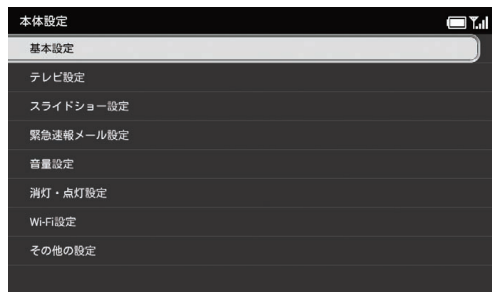 本体設定
基本設定
テレビ設定
スライドショー設定
緊急速報メール設定
音量設定
消灯・点灯設定
Wi-Fi設定
その他の設定